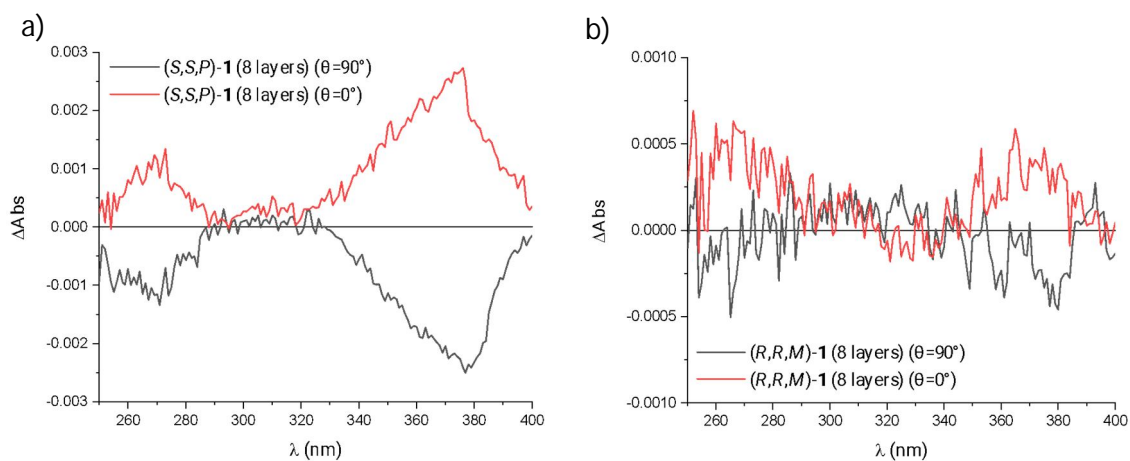 a)
0.003
0.002
0.001
0.000
-0.001
-0.002
-0.003
ΔAbs
(S,S,P)-1 (8 layers) (θ=90°)
(S,S,P)-1 (8 layers) (θ=0°)
260 280 300 320 340 360 380 400
λ (nm)
b)
0.0010
0.0005
0.0000
-0.0005
-0.0010
ΔAbs
(R,R,M)-1 (8 layers) (θ=90°)
(R,R,M)-1 (8 layers) (θ=0°)
260 280 300 320 340 360 380 400
λ (nm)